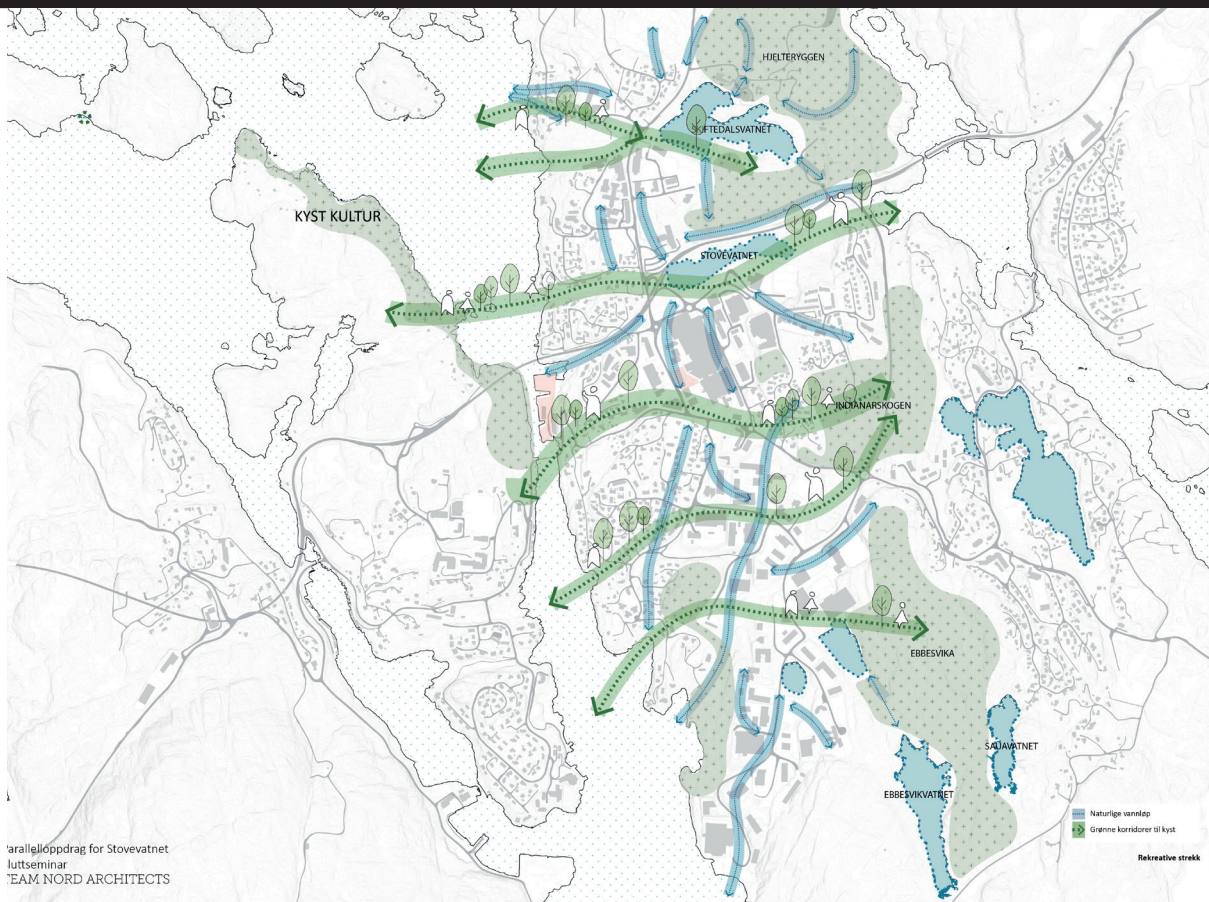 HJELTERYGGEN
SKIFTEDALSVATNET
KYST KULTUR
STOVEVATNET
INDIANARSKOGEN
EBBESVIKA
SAUAVATNET
EBBESVIKVATNET
Naturlige vannløp
Grønne korridorer til kyst
Rekreative strekk
Parallelloppdrag for Stovevatnet
luttseminar
TEAM NORD ARCHITECTS